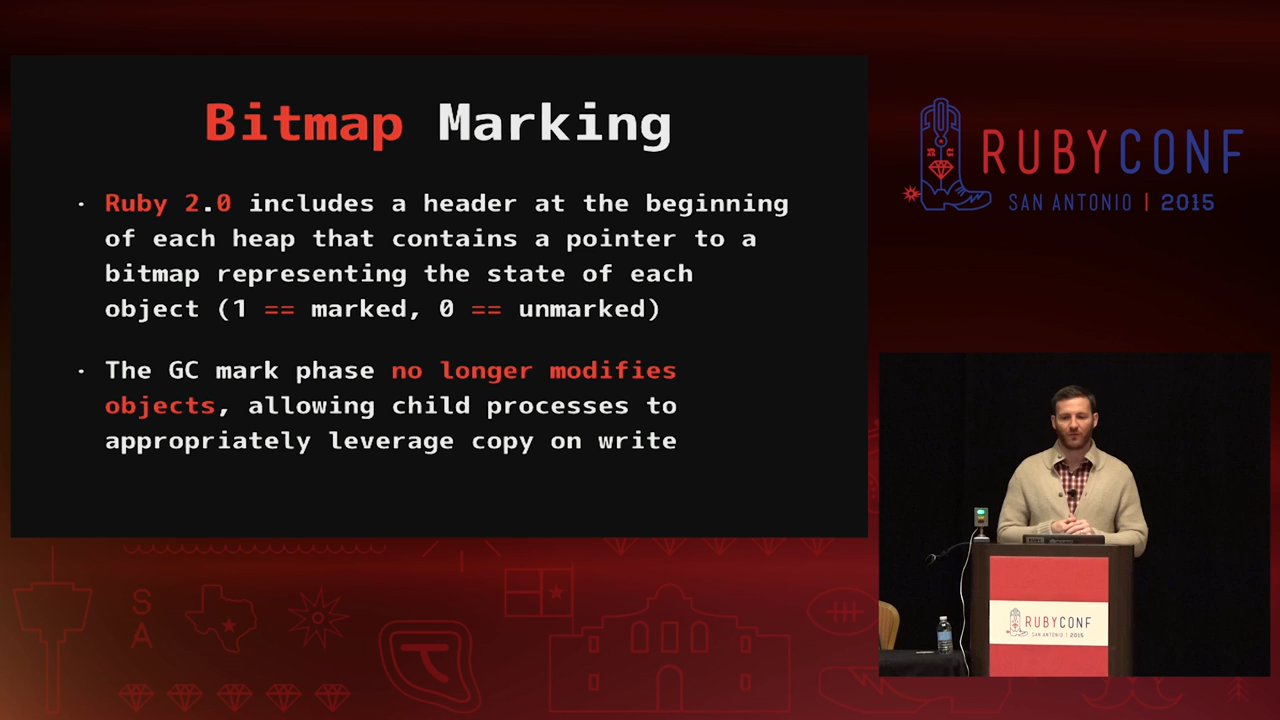 Bitmap Marking
· Ruby 2.0 includes a header at the beginning
of each heap that contains a pointer to a
bitmap representing the state of each
object (1 == marked, 0 == unmarked)
· The GC mark phase no longer modifies
objects, allowing child processes to
appropriately leverage copy on write
RUBYCONF
SAN ANTONIO | 2015
RUBYCONF
SAN ANTONIO | 2015
S
A